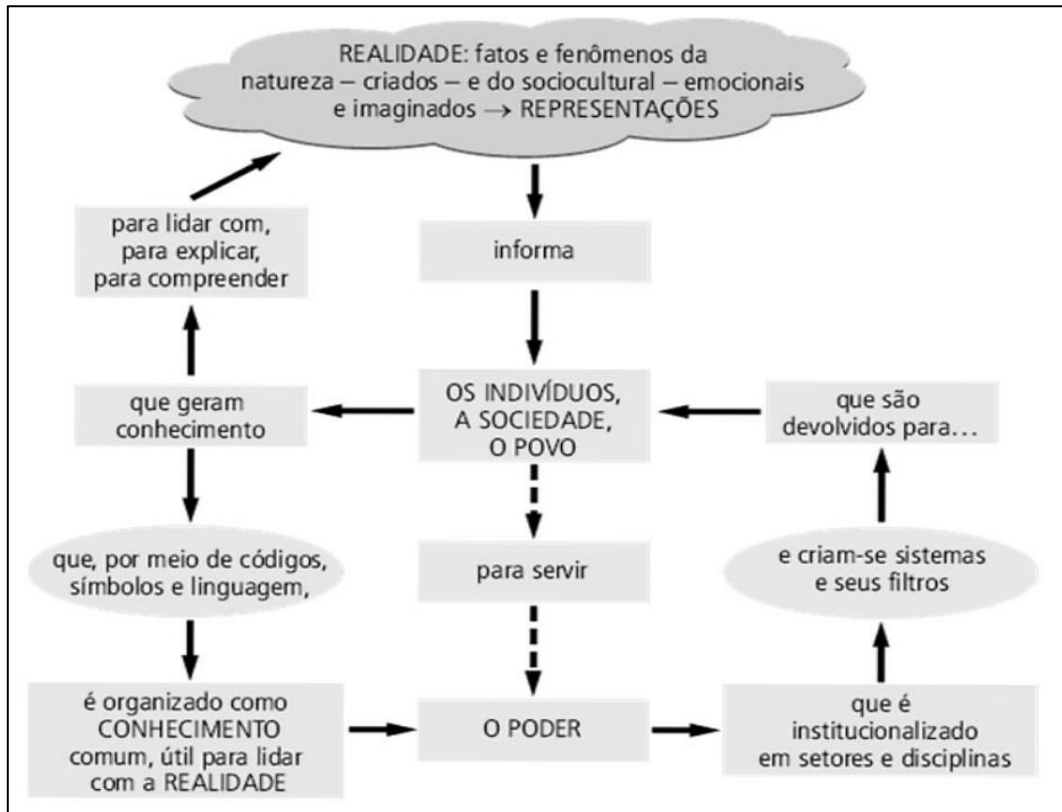 REALIDADE: fatos e fenômenos da
natureza – criados – e do sociocultural – emocionais
e imaginados → REPRESENTAÇÕES
para lidar com,
para explicar,
para compreender
informa
que geram
conhecimento
OS INDIVÍDUOS,
A SOCIEDADE,
O POVO
que são
devolvidos para...
que, por meio de códigos,
símbolos e linguagem,
para servir
e criam-se sistemas
e seus filtros
é organizado como
CONHECIMENTO
comum, útil para lidar
com a REALIDADE
O PODER
que é
institucionalizado
em setores e disciplinas